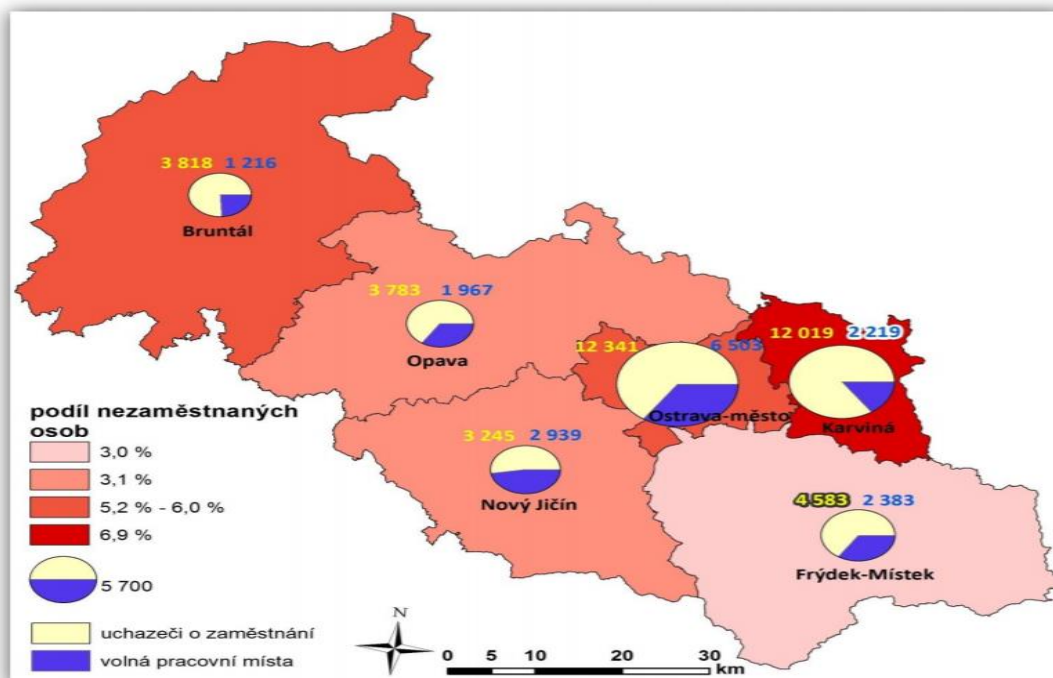 3 818 1 216
Bruntál
3 783 1 967
Opava
12 341 6 503
Ostrava-město
12 019 2 219
Karviná
3 245 2 939
Nový Jičín
4 583 2 383
Frýdek-Místek
podíl nezaměstnaných
osob
3,0 %
3,1 %
5,2 % - 6,0 %
6,9 %
5 700
uchazeči o zaměstnání
volná pracovní místa
N
0 5 10 20 30
km